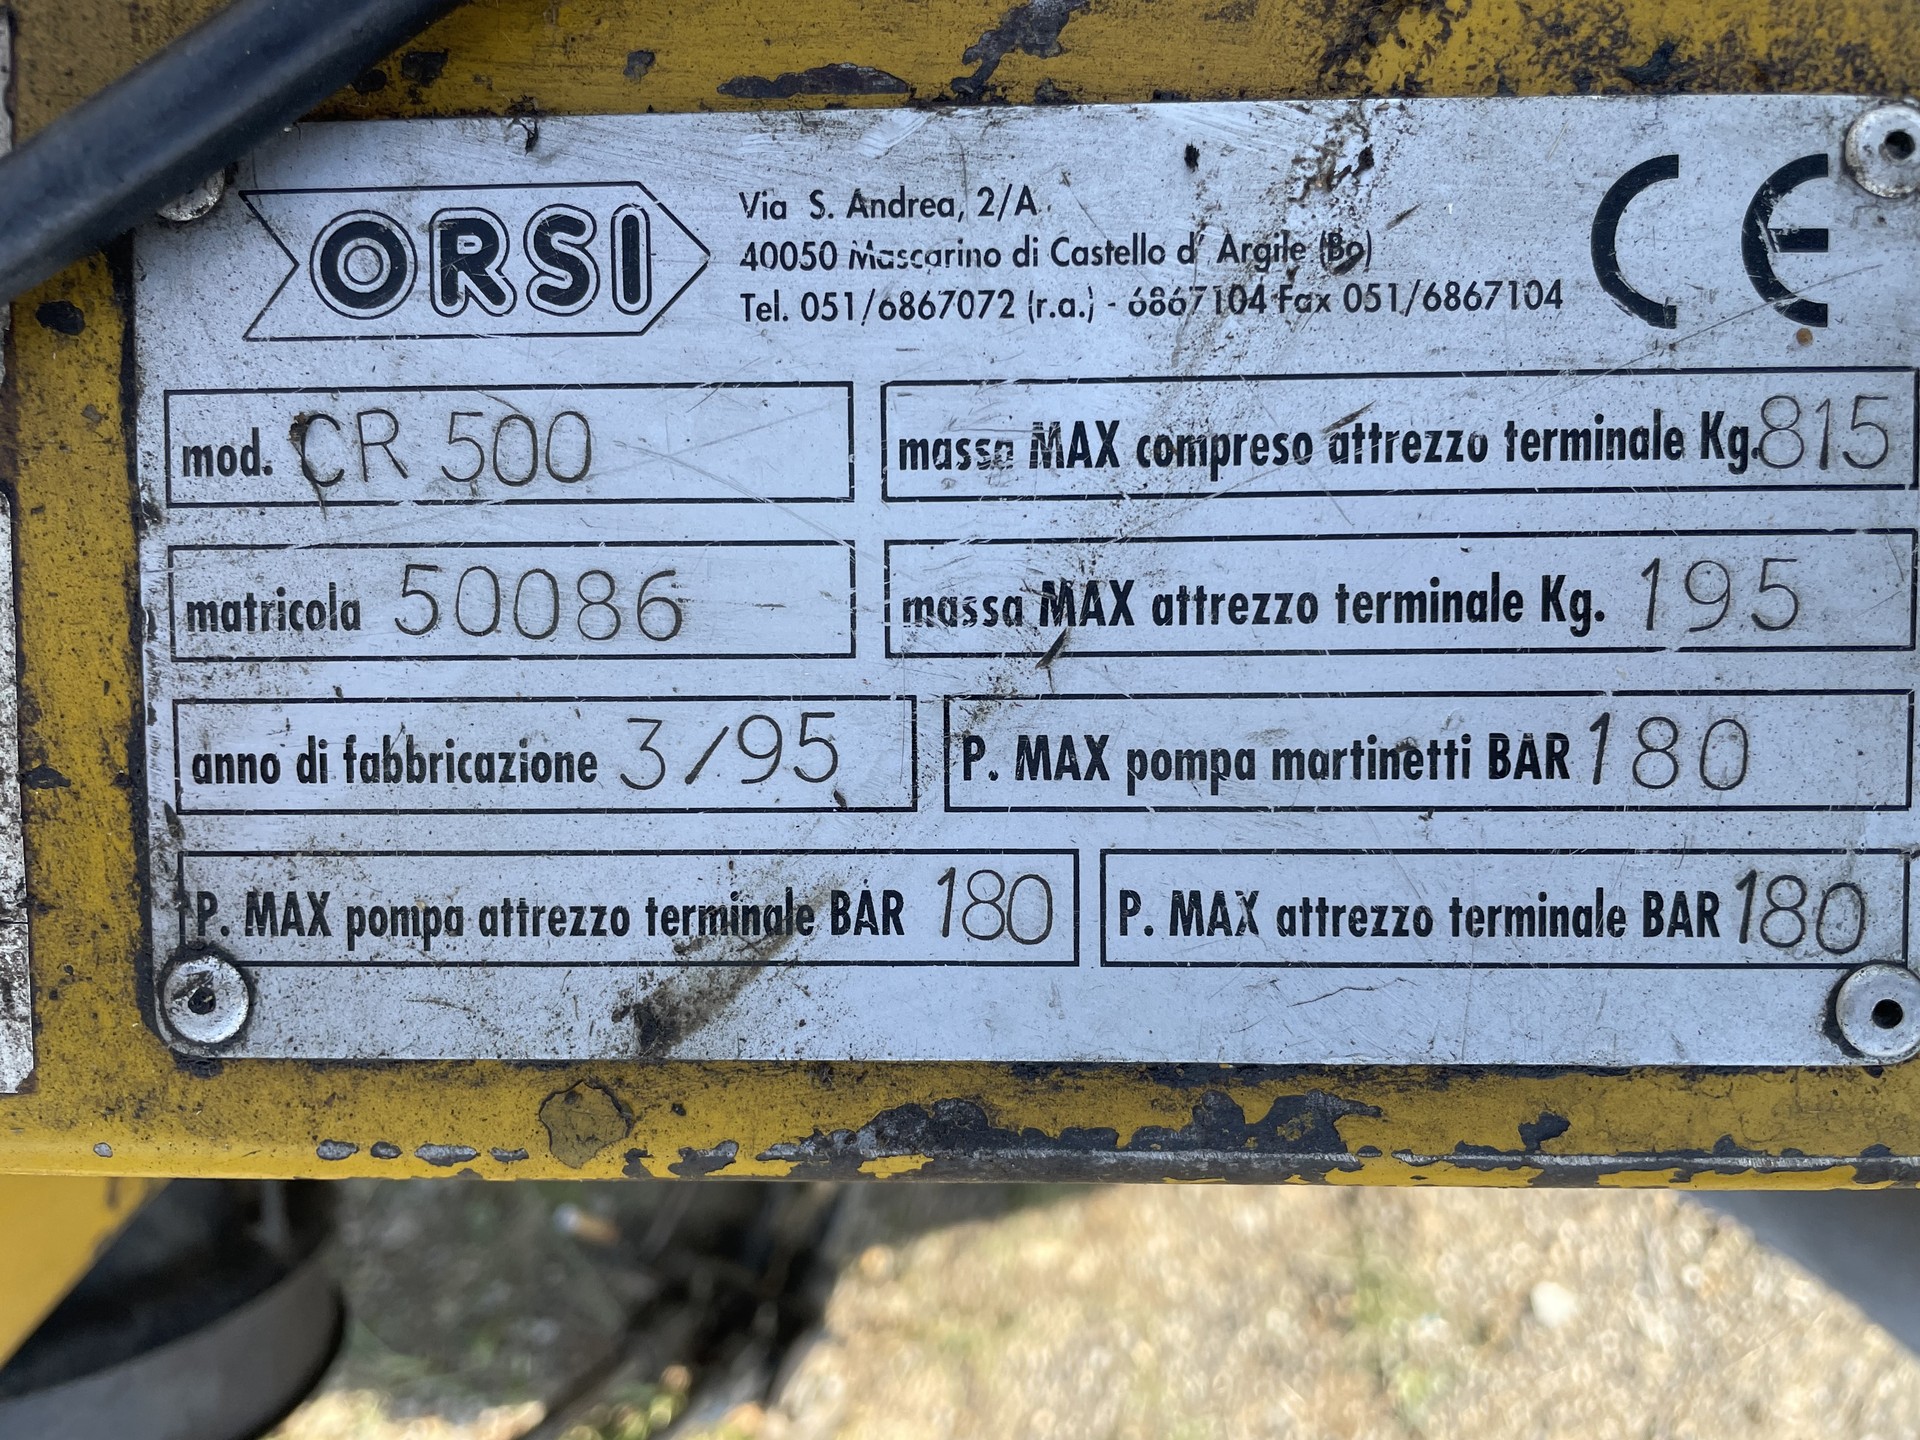 ORSI
Via S. Andrea, 2/A
40050 Mascarino di Castello d' Argile (Bo)
Tel. 051/6867072 (r.a.) - 6867104 Fax 051/6867104
CE
mod. CR 500
massa MAX compreso attrezzo terminale Kg. 815
matricola 50086
massa MAX attrezzo terminale Kg. 195
anno di fabbricazione 3/95
P. MAX pompa martinetti BAR 180
P. MAX pompa attrezzo terminale BAR 180
P. MAX attrezzo terminale BAR 180